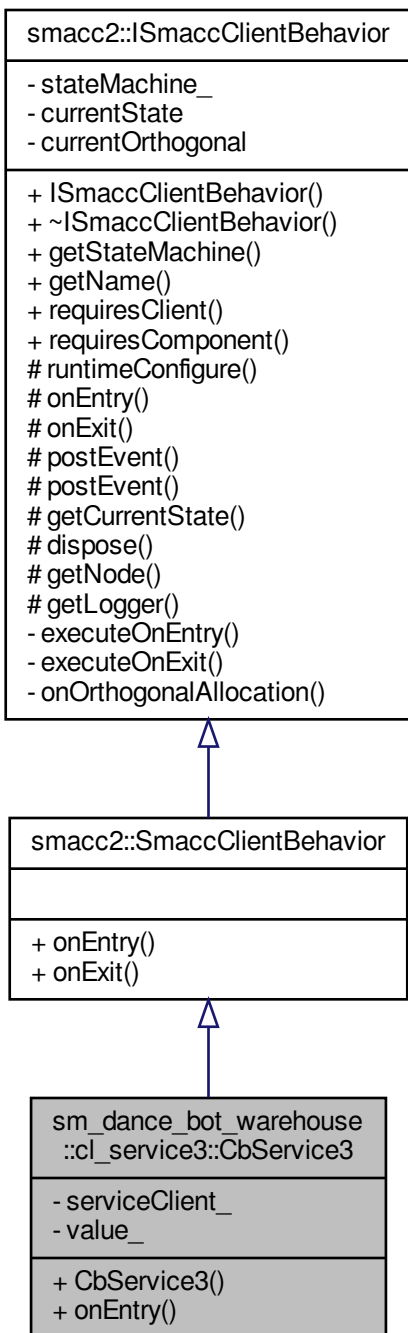 smacc2::ISmaccClientBehavior
- stateMachine_
- currentState
- currentOrthogonal
+ ISmaccClientBehavior()
+ ~ISmaccClientBehavior()
+ getStateMachine()
+ getName()
+ requiresClient()
+ requiresComponent()
# runtimeConfigure()
# onEntry()
# onExit()
# postEvent()
# postEvent()
# getCurrentState()
# dispose()
# getNode()
# getLogger()
- executeOnEntry()
- executeOnExit()
- onOrthogonalAllocation()
smacc2::SmaccClientBehavior
+ onEntry()
+ onExit()
sm_dance_bot_warehouse
::cl_service3::CbService3
- serviceClient_
- value_
+ CbService3()
+ onEntry()